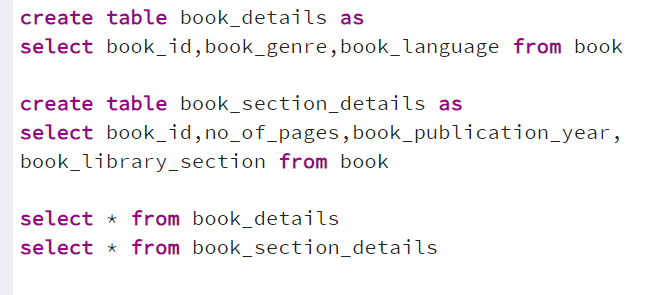 create table book_details as
select book_id,book_genre,book_language from book
create table book_section_details as
select book_id,no_of_pages,book_publication_year,
book_library_section from book
select * from book_details
select * from book_section_details